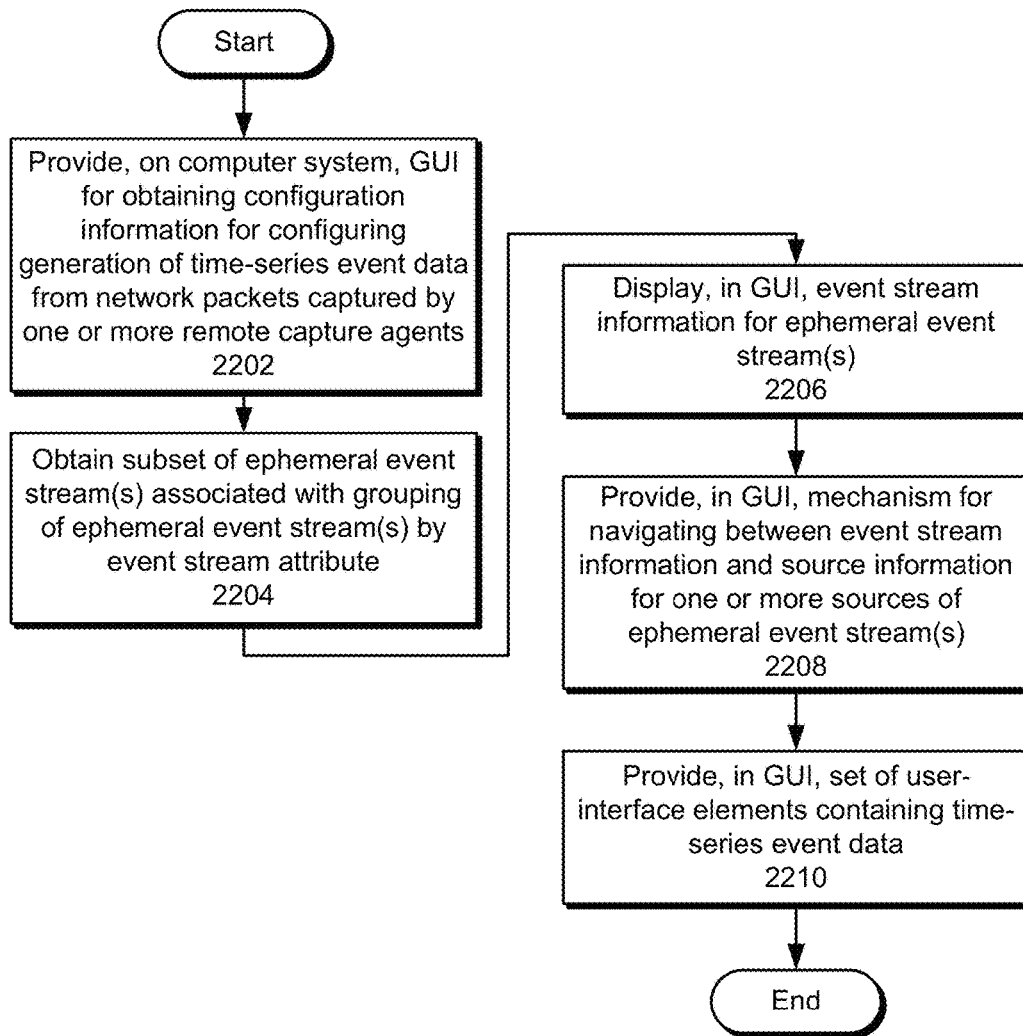 Start
Provide, on computer system, GUI
for obtaining configuration
information for configuring
generation of time-series event data
from network packets captured by
one or more remote capture agents
2202
Obtain subset of ephemeral event
stream(s) associated with grouping
of ephemeral event stream(s) by
event stream attribute
2204
Display, in GUI, event stream
information for ephemeral event
stream(s)
2206
Provide, in GUI, mechanism for
navigating between event stream
information and source information
for one or more sources of
ephemeral event stream(s)
2208
Provide, in GUI, set of user-
interface elements containing time-
series event data
2210
End